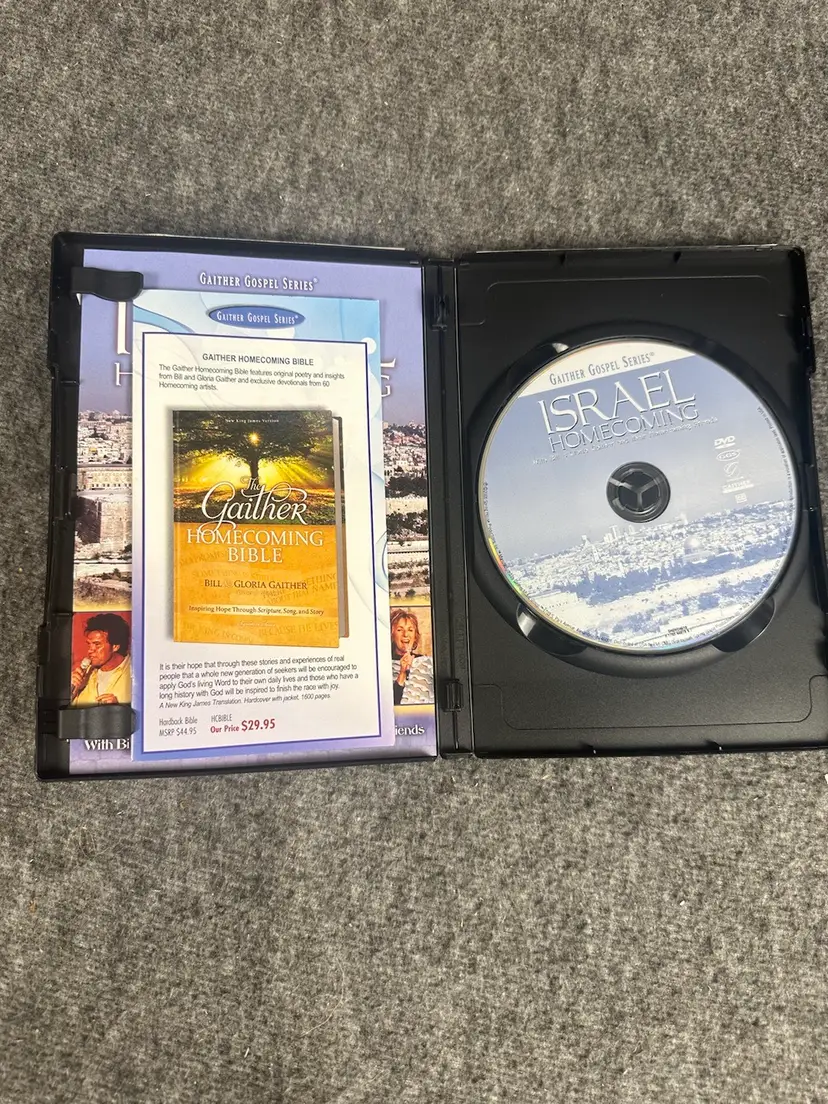 GAITHER GOSPEL SERIES®
GAITHER GOSPEL SERIES®
GAITHER HOMECOMING BIBLE
The Gaither Homecoming Bible features original poetry and insights
from Bill and Gloria Gaither and exclusive devotionals from 60
Homecoming artists.
New King James Version
The
Gaither
HOMECOMING
BIBLE
BILL & GLORIA GAITHER
Inspiring Hope Through Scripture, Song, and Story
BECAUSE HE LIVES
It is their hope that through these stories and experiences of real
people that a whole new generation of seekers will be encouraged to
apply God's living Word to their own daily lives and those who have a
long history with God will be inspired to finish the race with joy.
A New King James Translation. Hardcover with jacket, 1600 pages.
Hardback Bible HCBIBLE
MSRP $44.95 Our Price $29.95
With Bi
iends
GAITHER GOSPEL SERIES®
ISRAEL
HOMECOMING
DVD